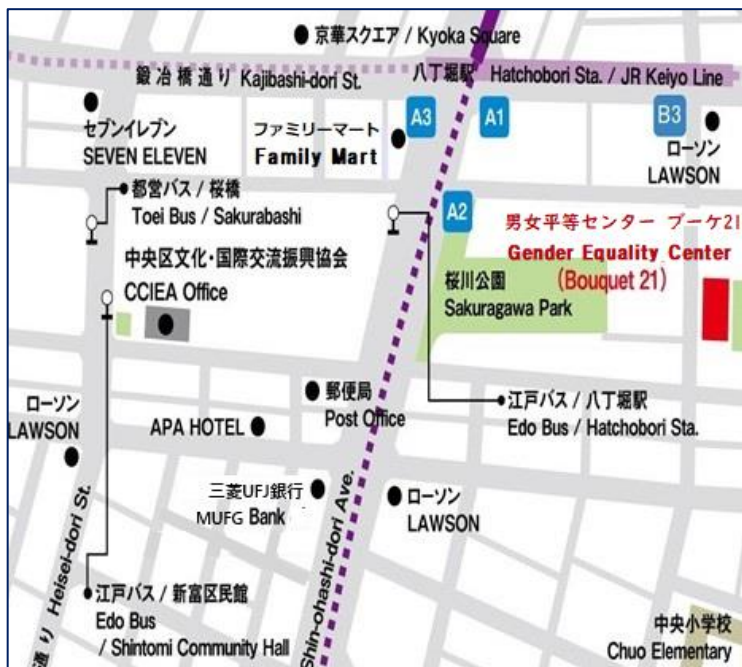 京華スクエア / Kyoka Square
鍛冶橋通り Kajibashi-dori St.
八丁堀駅 Hatchobori Sta. / JR Keiyo Line
セブンイレブン
SEVEN ELEVEN
ファミリーマート
Family Mart
A3
A1
B3
ローソン
LAWSON
都営バス / 桜橋
Toei Bus / Sakurabashi
A2
男女平等センター ブーケ21
Gender Equality Center
(Bouquet 21)
中央区文化・国際交流振興協会
CCIEA Office
桜川公園
Sakuragawa Park
ローソン
LAWSON
APA HOTEL
郵便局
Post Office
江戸バス / 八丁堀駅
Edo Bus / Hatchobori Sta.
三菱UFJ銀行
MUFG Bank
ローソン
LAWSON
通り Heisei-dori St.
Shin-ohashi-dori Ave.
江戸バス / 新富区民館
Edo Bus
/ Shintomi Community Hall
中央小学校
Chuo Elementary